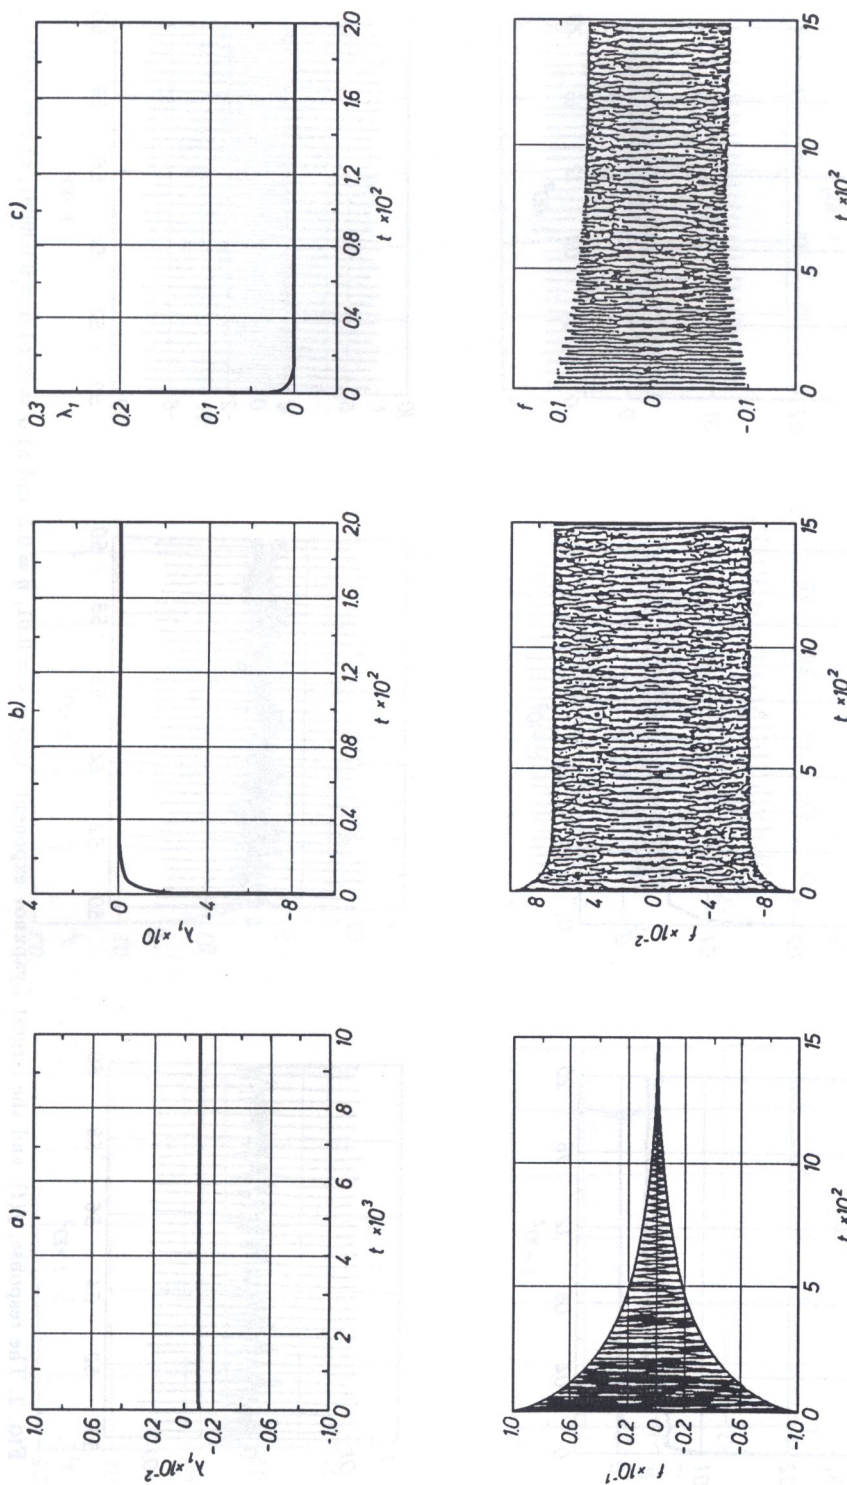 a)
1.0
0.6
0.2
0
-0.2
-0.6
-1.0
λ₁ ×10⁻²
0 2 4 6 8 10
t ×10³
b)
4
0
-4
-8
λ₁ ×10
0 0.4 0.8 1.2 1.6 2.0
t ×10²
c)
0.3
λ₁
0.2
0.1
0
0 0.4 0.8 1.2 1.6 2.0
t ×10²
1.0
0.6
0.2
0
-0.2
-0.6
-1.0
f ×10⁻¹
0 5 10 15
t ×10²
8
4
0
-4
-8
f ×10⁻²
0 5 10 15
t ×10²
f
0.1
0
-0.1
0 5 10 15
t ×10²